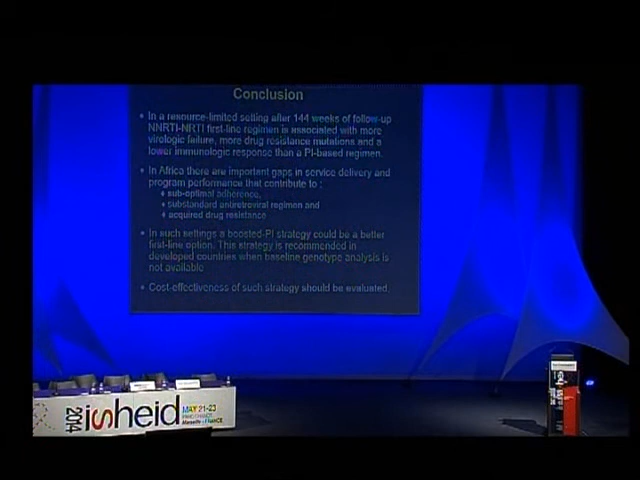 Conclusion
• In a resource-limited setting after 144 weeks of follow-up
NNRTI-NRTI first-line regimen is associated with more
virologic failure, more drug resistance mutations and a
lower immunologic response than a PI-based regimen.
• In Africa there are important gaps in service delivery and
program performance that contribute to :
♦ sub-optimal adherence,
♦ substandard antiretroviral regimen and
♦ acquired drug resistance
• In such settings a boosted-PI strategy could be a better
first-line option. This strategy is recommended in
developed countries when baseline genotype analysis is
not available
• Cost-effectiveness of such strategy should be evaluated.
2014 isheid MAY 21-23
Marseille - FRANCE